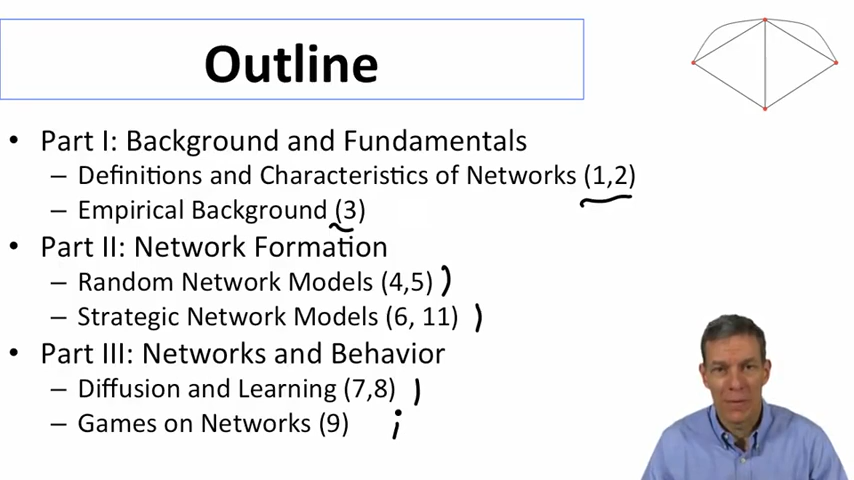 Outline
• Part I: Background and Fundamentals
– Definitions and Characteristics of Networks (1,2)
– Empirical Background (3)
• Part II: Network Formation
– Random Network Models (4,5)
– Strategic Network Models (6, 11)
• Part III: Networks and Behavior
– Diffusion and Learning (7,8)
– Games on Networks (9)